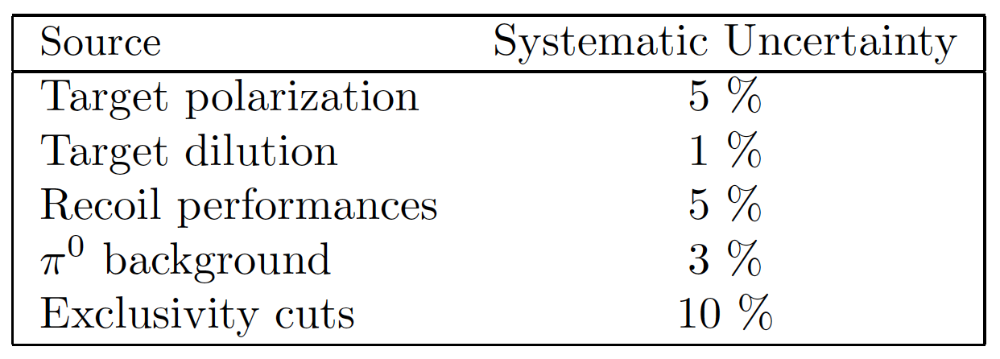 Source Systematic Uncertainty
Target polarization 5 %
Target dilution 1 %
Recoil performances 5 %
π⁰ background 3 %
Exclusivity cuts 10 %